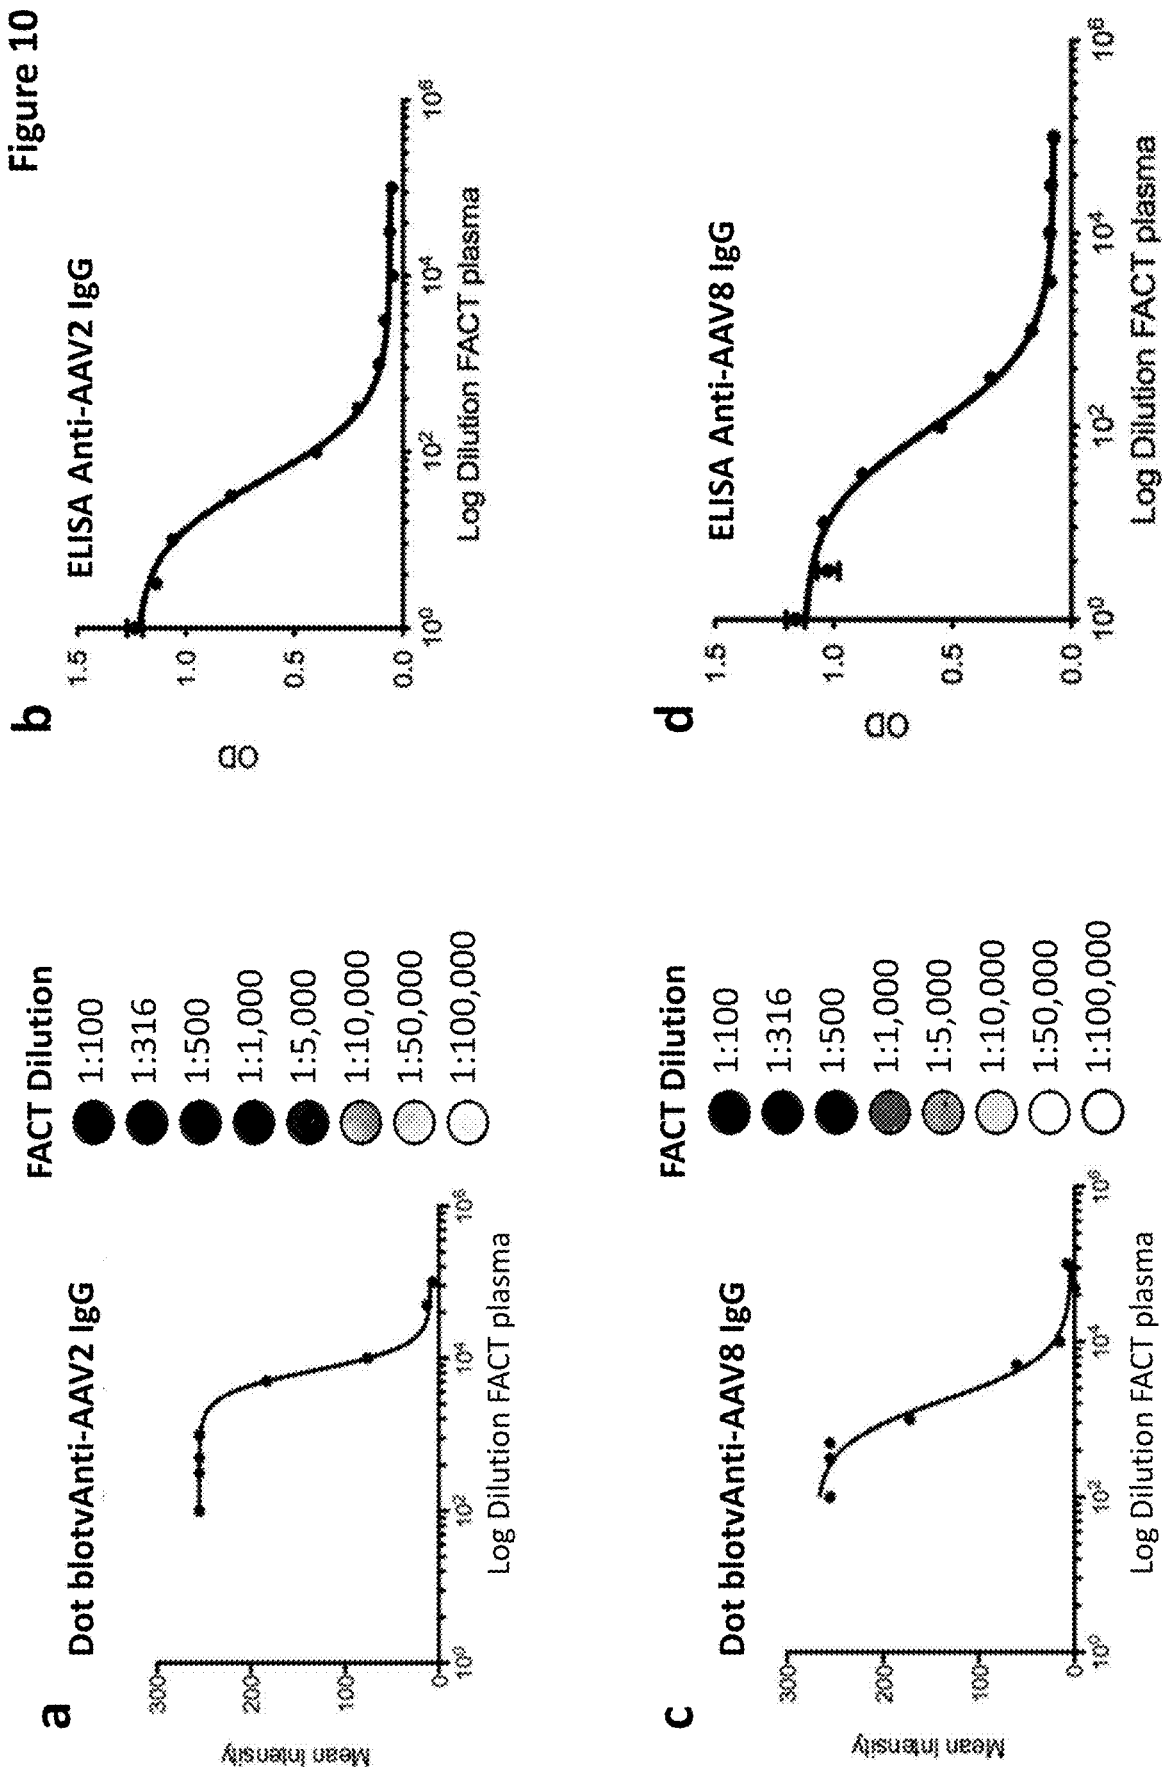 Figure 10
a
Dot blotvAnti-AAV2 IgG
Mean Intensity
300
200
100
0
10⁰
10²
10⁴
10⁶
Log Dilution FACT plasma
FACT Dilution
1:100
1:316
1:500
1:1,000
1:5,000
1:10,000
1:50,000
1:100,000
b
ELISA Anti-AAV2 IgG
OD
1.5
1.0
0.5
0.0
10⁰
10²
10⁴
10⁶
Log Dilution FACT plasma
c
Dot blotvAnti-AAV8 IgG
Mean Intensity
300
200
100
0
10⁰
10²
10⁴
10⁶
Log Dilution FACT plasma
FACT Dilution
1:100
1:316
1:500
1:1,000
1:5,000
1:10,000
1:50,000
1:100,000
d
ELISA Anti-AAV8 IgG
OD
1.5
1.0
0.5
0.0
10⁰
10²
10⁴
10⁶
Log Dilution FACT plasma